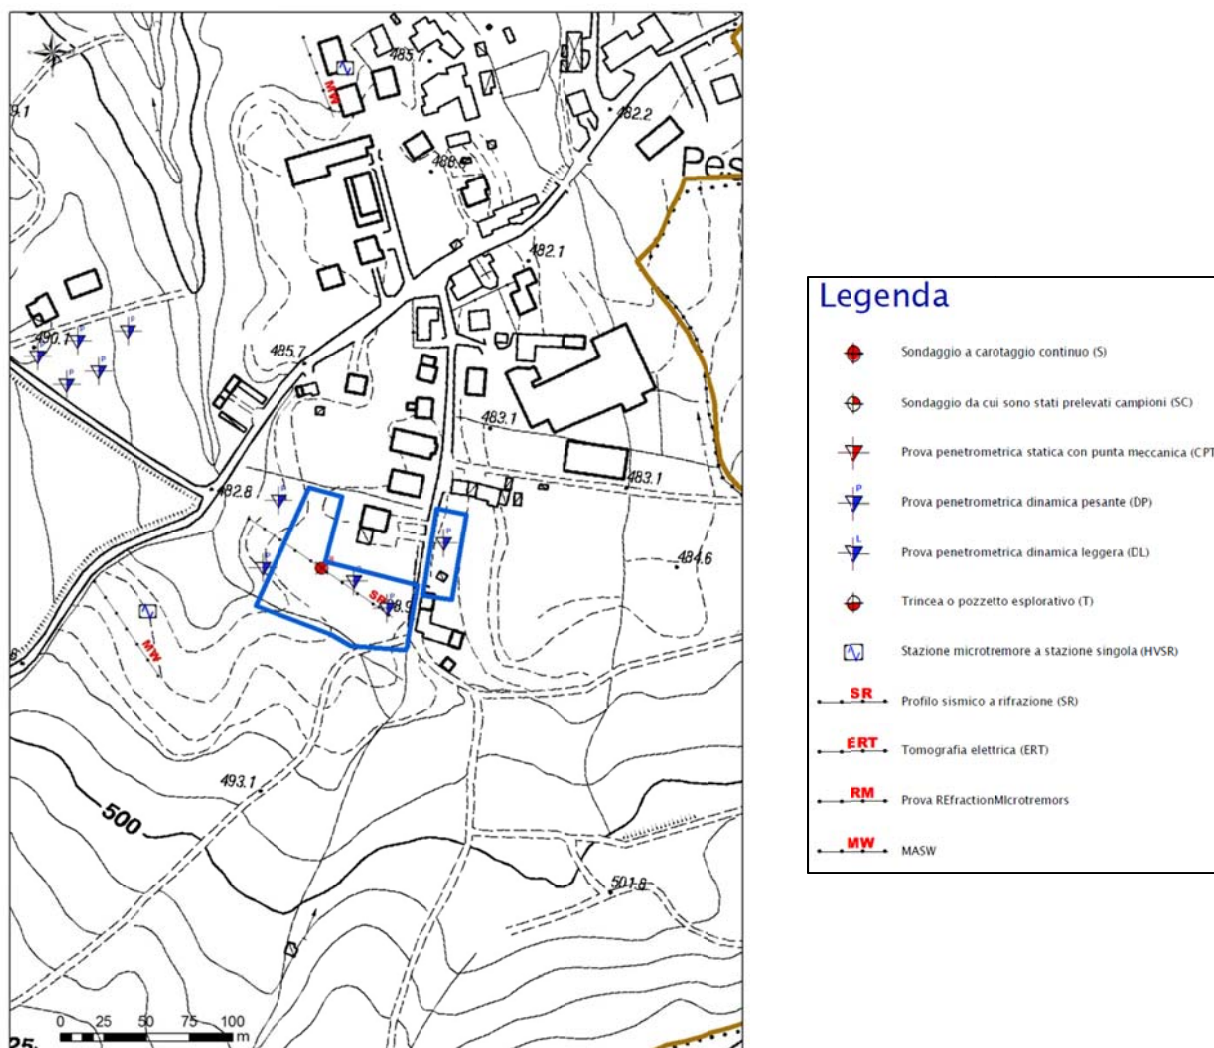 485.7
MW
482.2
9.1
Pes
488.6
482.1
P
P
490.1
P
P
P
485.7
483.1
483.1
482.8
P
P
484.6
P
SR
P
MW
493.1
500
501.8
0 25 50 75 100
m
25.
Legenda
Sondaggio a carotaggio continuo (S)
Sondaggio da cui sono stati prelevati campioni (SC)
Prova penetrometrica statica con punta meccanica (CPT
P
Prova penetrometrica dinamica pesante (DP)
L
Prova penetrometrica dinamica leggera (DL)
Trincea o pozzetto esplorativo (T)
Stazione microtremore a stazione singola (HVSR)
SR
Profilo sismico a rifrazione (SR)
ERT
Tomografia elettrica (ERT)
RM
Prova REfractionMIcrotremors
MW
MASW